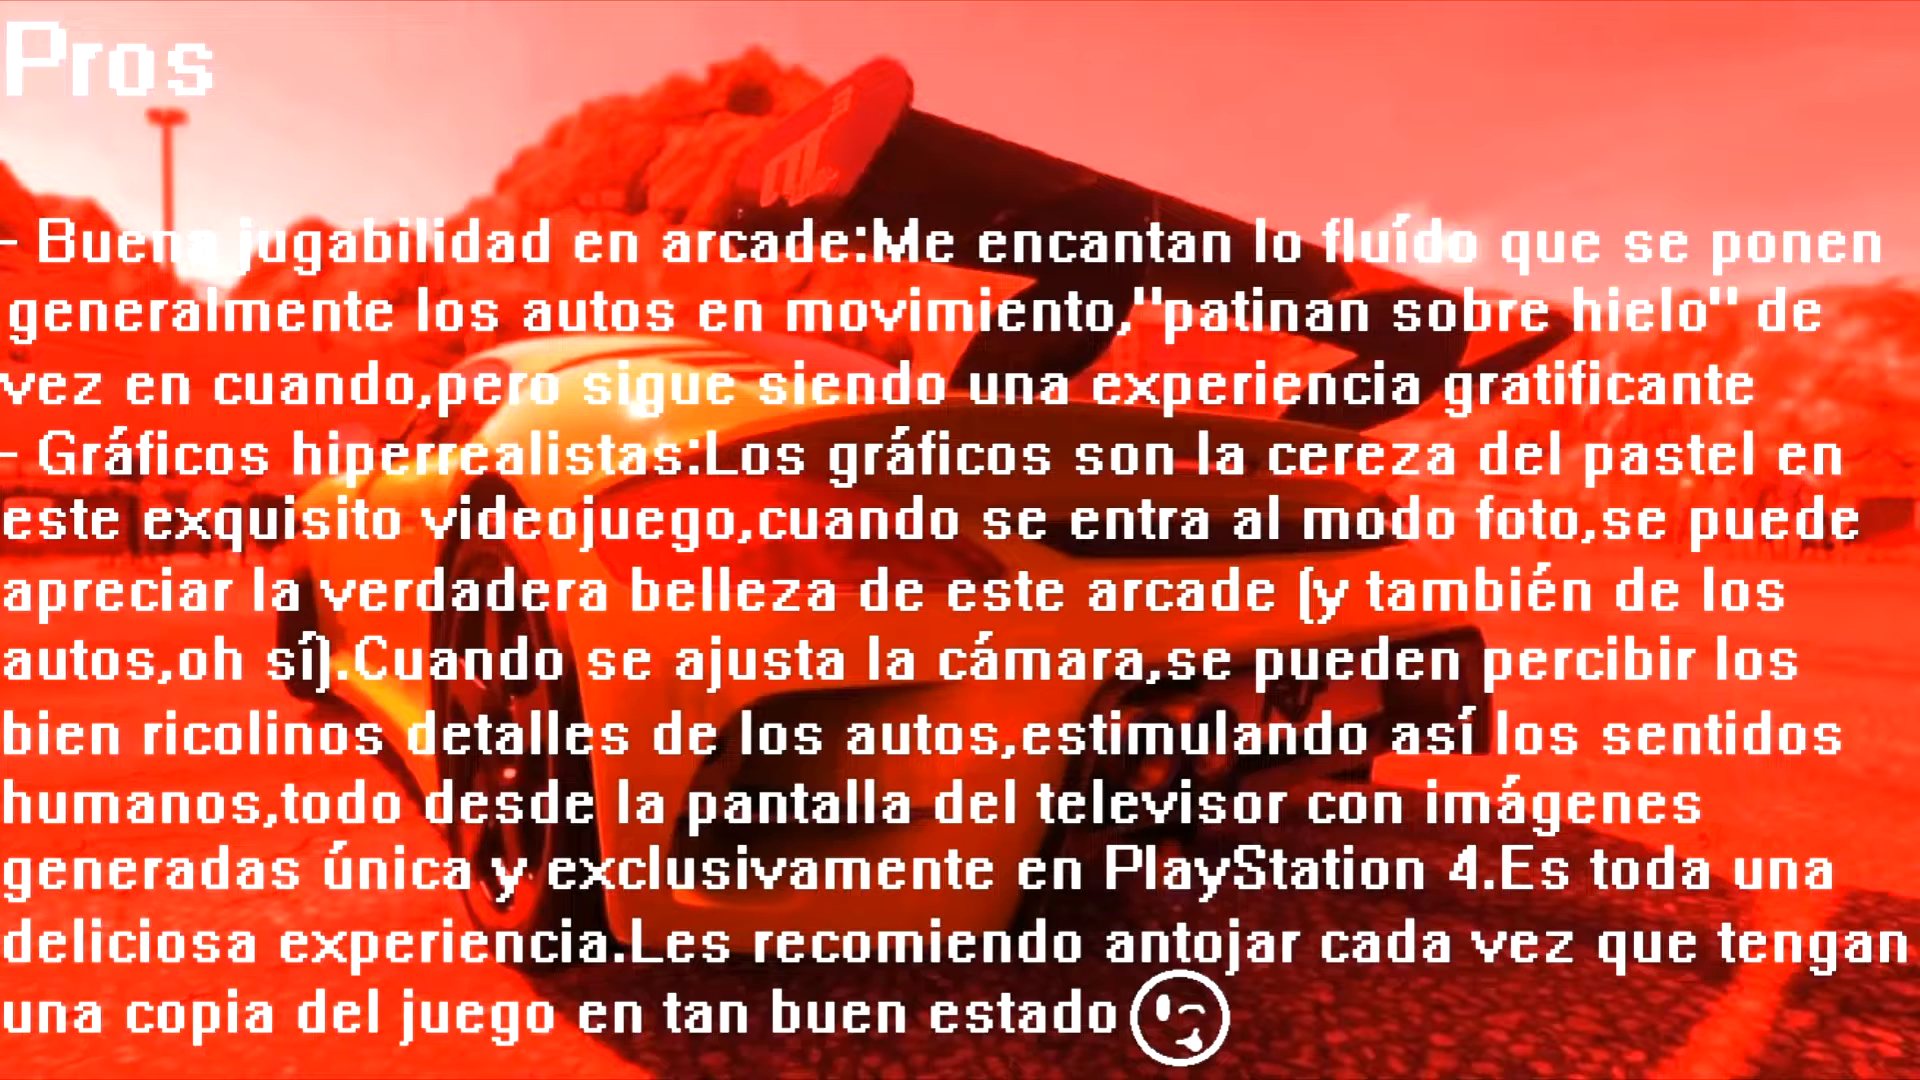 Pros
- Buena jugabilidad en arcade:Me encantan lo fluído que se ponen
generalmente los autos en movimiento,"patinan sobre hielo" de
vez en cuando,pero sigue siendo una experiencia gratificante
- Gráficos hiperrealistas:Los gráficos son la cereza del pastel en
este exquisito videojuego,cuando se entra al modo foto,se puede
apreciar la verdadera belleza de este arcade (y también de los
autos,oh sí).Cuando se ajusta la cámara,se pueden percibir los
bien ricolinos detalles de los autos,estimulando así los sentidos
humanos,todo desde la pantalla del televisor con imágenes
generadas única y exclusivamente en PlayStation 4.Es toda una
deliciosa experiencia.Les recomiendo antojar cada vez que tengan
una copia del juego en tan buen estado